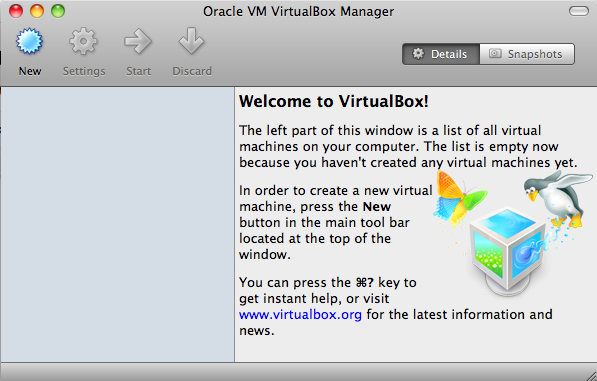 Oracle VM VirtualBox Manager
New Settings Start Discard
Details Snapshots
Welcome to VirtualBox!
The left part of this window is a list of all virtual
machines on your computer. The list is empty now
because you haven't created any virtual machines yet.
In order to create a new virtual
machine, press the New
button in the main tool bar
located at the top of the
window.
You can press the ⌘? key to
get instant help, or visit
www.virtualbox.org for the latest information and
news.